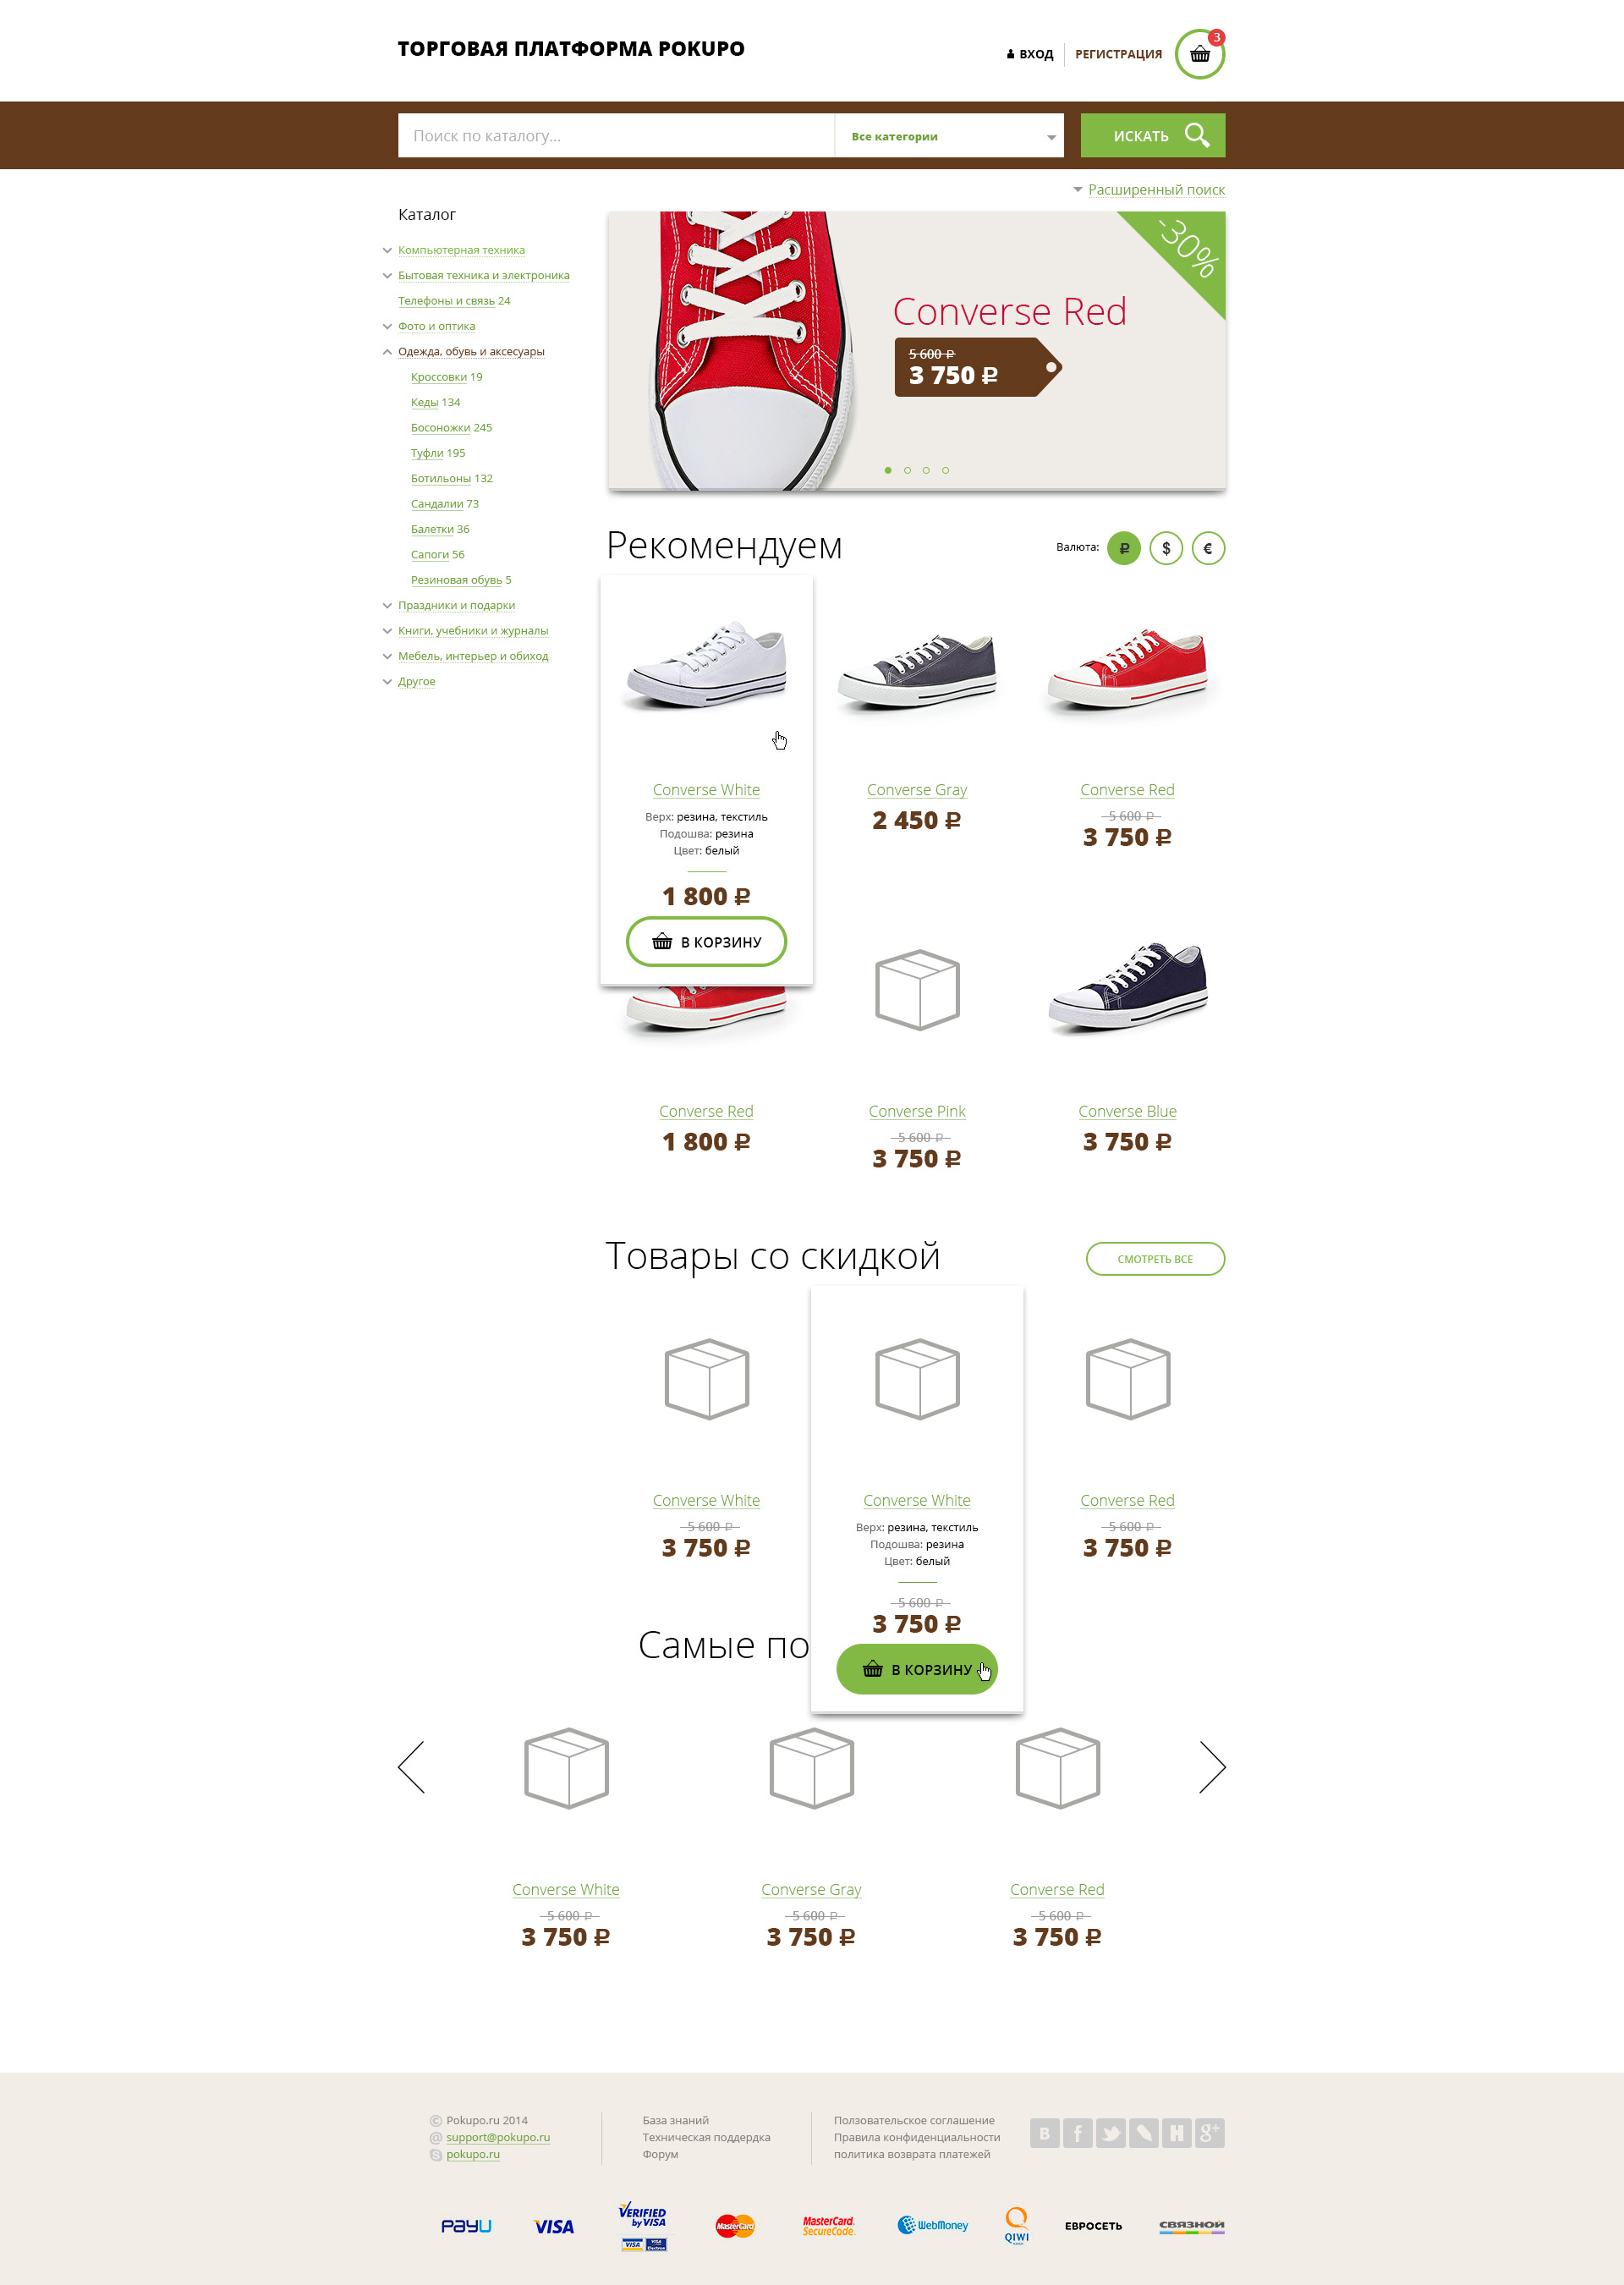 ТОРГОВАЯ ПЛАТФОРМА POKUPO
ВХОД
РЕГИСТРАЦИЯ
3
Поиск по каталогу...
Все категории
ИСКАТЬ
Расширенный поиск
Каталог
Компьютерная техника
Бытовая техника и электроника
Телефоны и связь 24
Фото и оптика
Одежда, обувь и аксесуары
Кроссовки 19
Кеды 134
Босоножки 245
Туфли 195
Ботильоны 132
Сандалии 73
Балетки 36
Сапоги 56
Резиновая обувь 5
Праздники и подарки
Книги, учебники и журналы
Мебель, интерьер и обиход
Другое
-30%
Converse Red
5 600 ₽
3 750 ₽
Рекомендуем
Валюта: ₽ $ €
Converse White
Верх: резина, текстиль
Подошва: резина
Цвет: белый
1 800 ₽
В КОРЗИНУ
Converse Gray
2 450 ₽
Converse Red
5 600 ₽
3 750 ₽
Converse Red
1 800 ₽
Converse Pink
5 600 ₽
3 750 ₽
Converse Blue
3 750 ₽
Товары со скидкой
СМОТРЕТЬ ВСЕ
Converse White
5 600 ₽
3 750 ₽
Converse White
Верх: резина, текстиль
Подошва: резина
Цвет: белый
5 600 ₽
3 750 ₽
В КОРЗИНУ
Converse Red
5 600 ₽
3 750 ₽
Самые по
Converse White
5 600 ₽
3 750 ₽
Converse Gray
5 600 ₽
3 750 ₽
Converse Red
5 600 ₽
3 750 ₽
© Pokupo.ru 2014
@ support@pokupo.ru
pokupo.ru
База знаний
Техническая поддердка
Форум
Ползовательское соглашение
Правила конфиденциальности
политика возврата платежей
PayU
VISA
VERIFIED
by VISA
VISA
VISA
Electron
MasterCard
MasterCard.
SecureCode.
WebMoney
QIWI
ЕВРОСЕТЬ
СВЯЗНОЙ